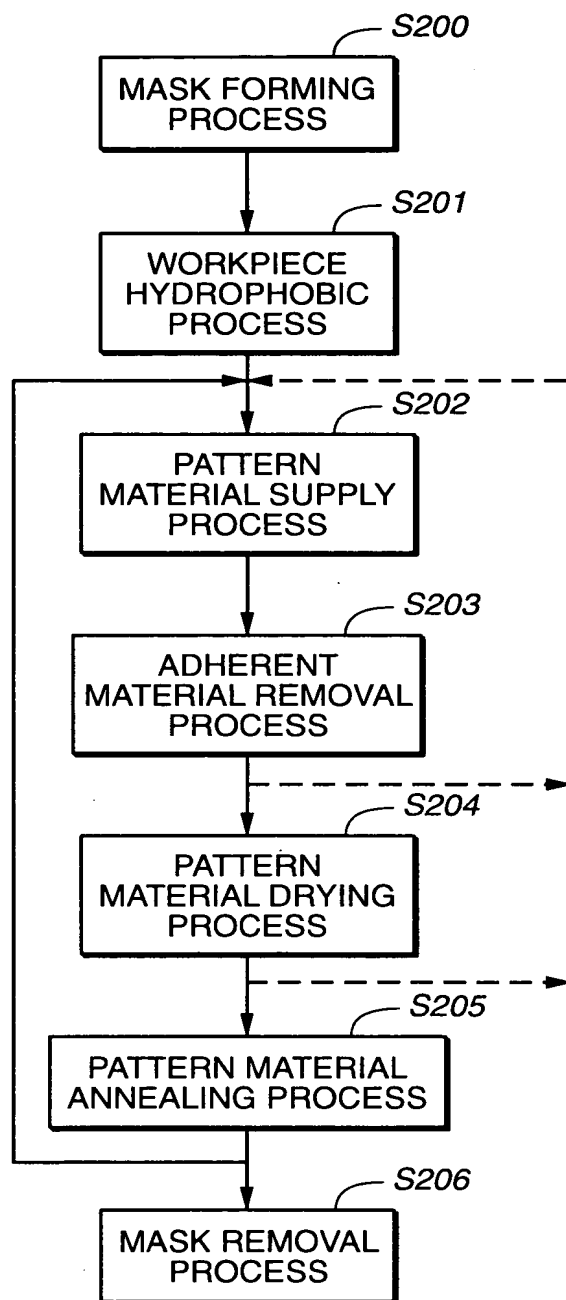 S200
MASK FORMING
PROCESS
S201
WORKPIECE
HYDROPHOBIC
PROCESS
S202
PATTERN
MATERIAL SUPPLY
PROCESS
S203
ADHERENT
MATERIAL REMOVAL
PROCESS
S204
PATTERN
MATERIAL DRYING
PROCESS
S205
PATTERN MATERIAL
ANNEALING PROCESS
S206
MASK REMOVAL
PROCESS